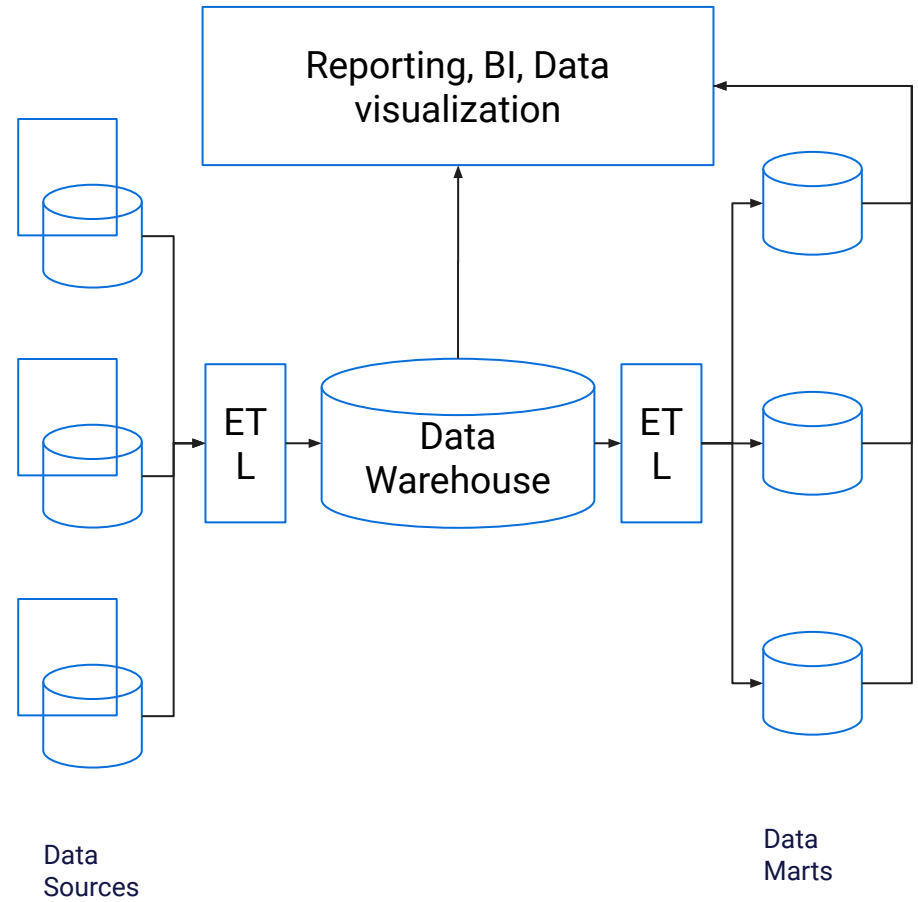 Reporting, BI, Data
visualization
ET
L
Data
Warehouse
ET
L
Data
Sources
Data
Marts